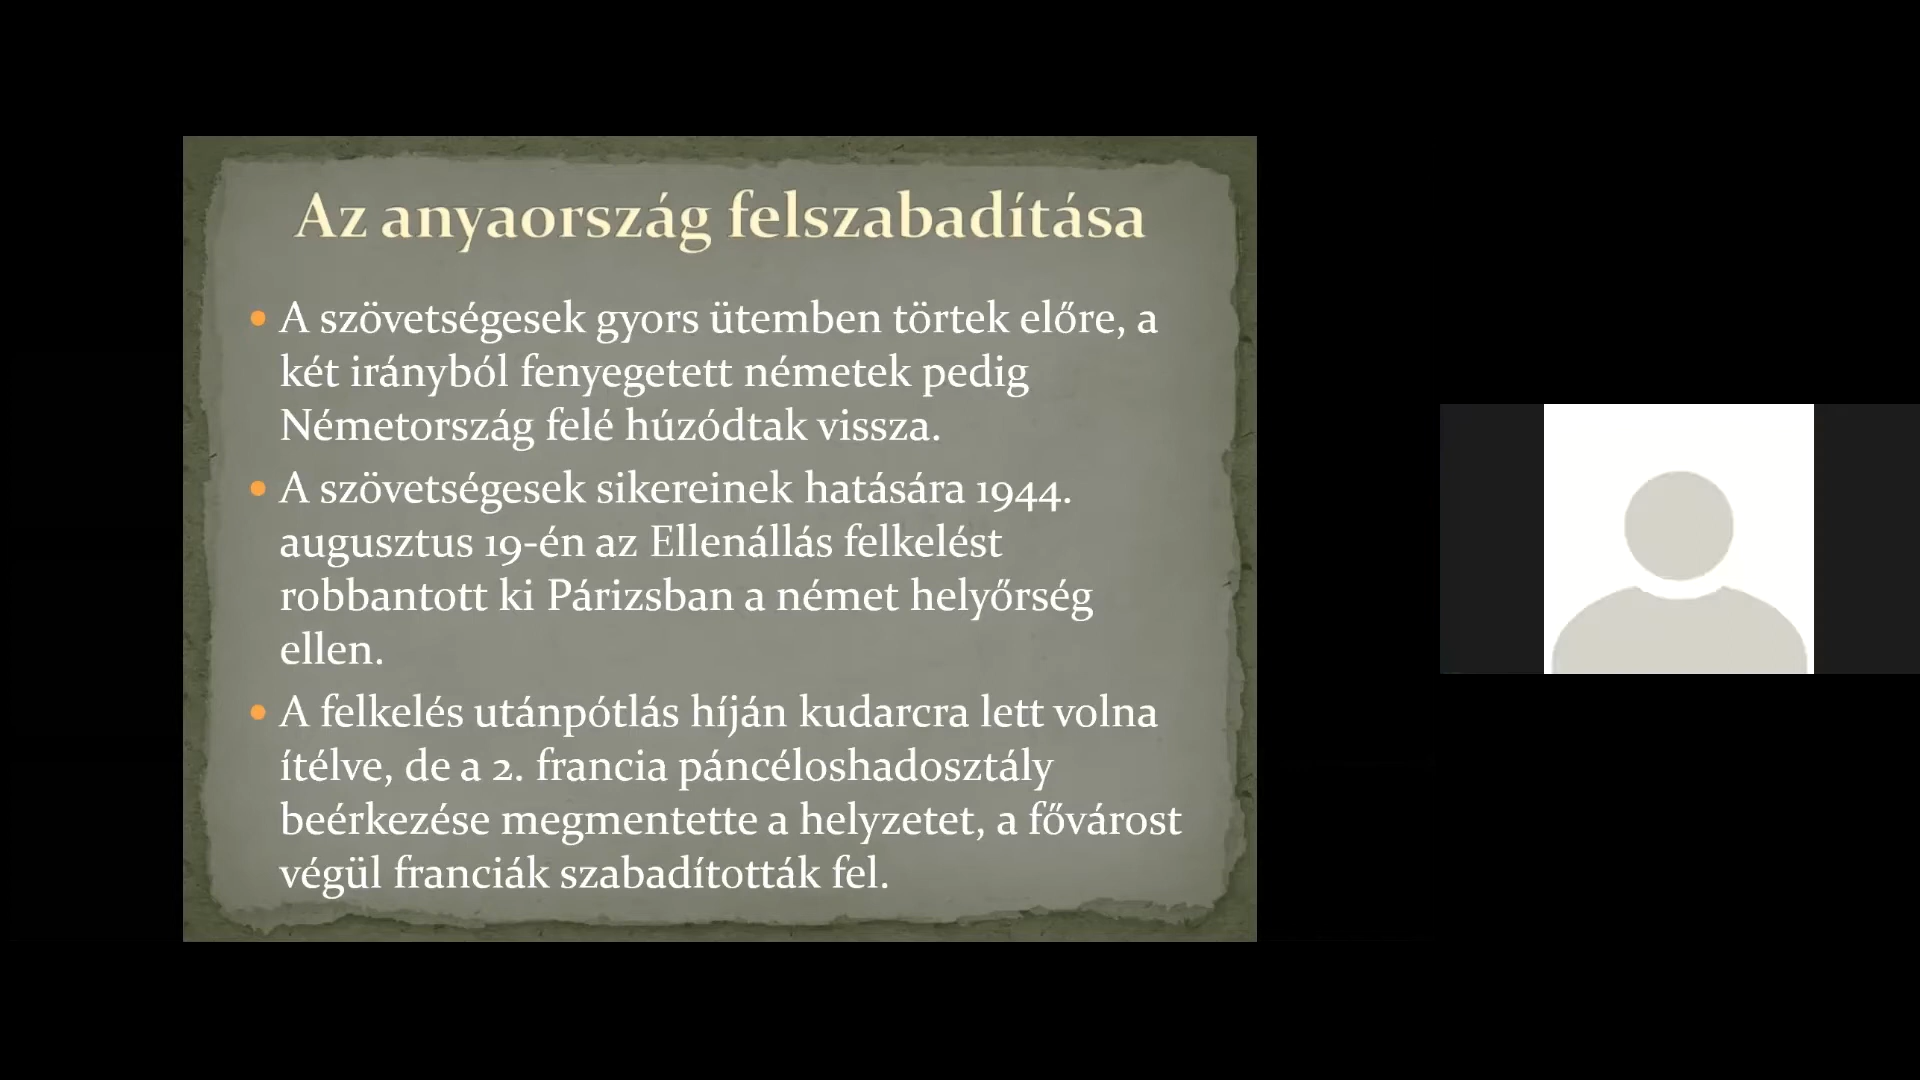 Az anyaország felszabadítása
• A szövetségesek gyors ütemben törtek előre, a
két irányból fenyegetett németek pedig
Németország felé húzódtak vissza.
• A szövetségesek sikereinek hatására 1944.
augusztus 19-én az Ellenállás felkelést
robbantott ki Párizsban a német helyőrség
ellen.
• A felkelés utánpótlás híján kudarcra lett volna
ítélve, de a 2. francia páncéloshadosztály
beérkezése megmentette a helyzetet, a fővárost
végül franciák szabadították fel.